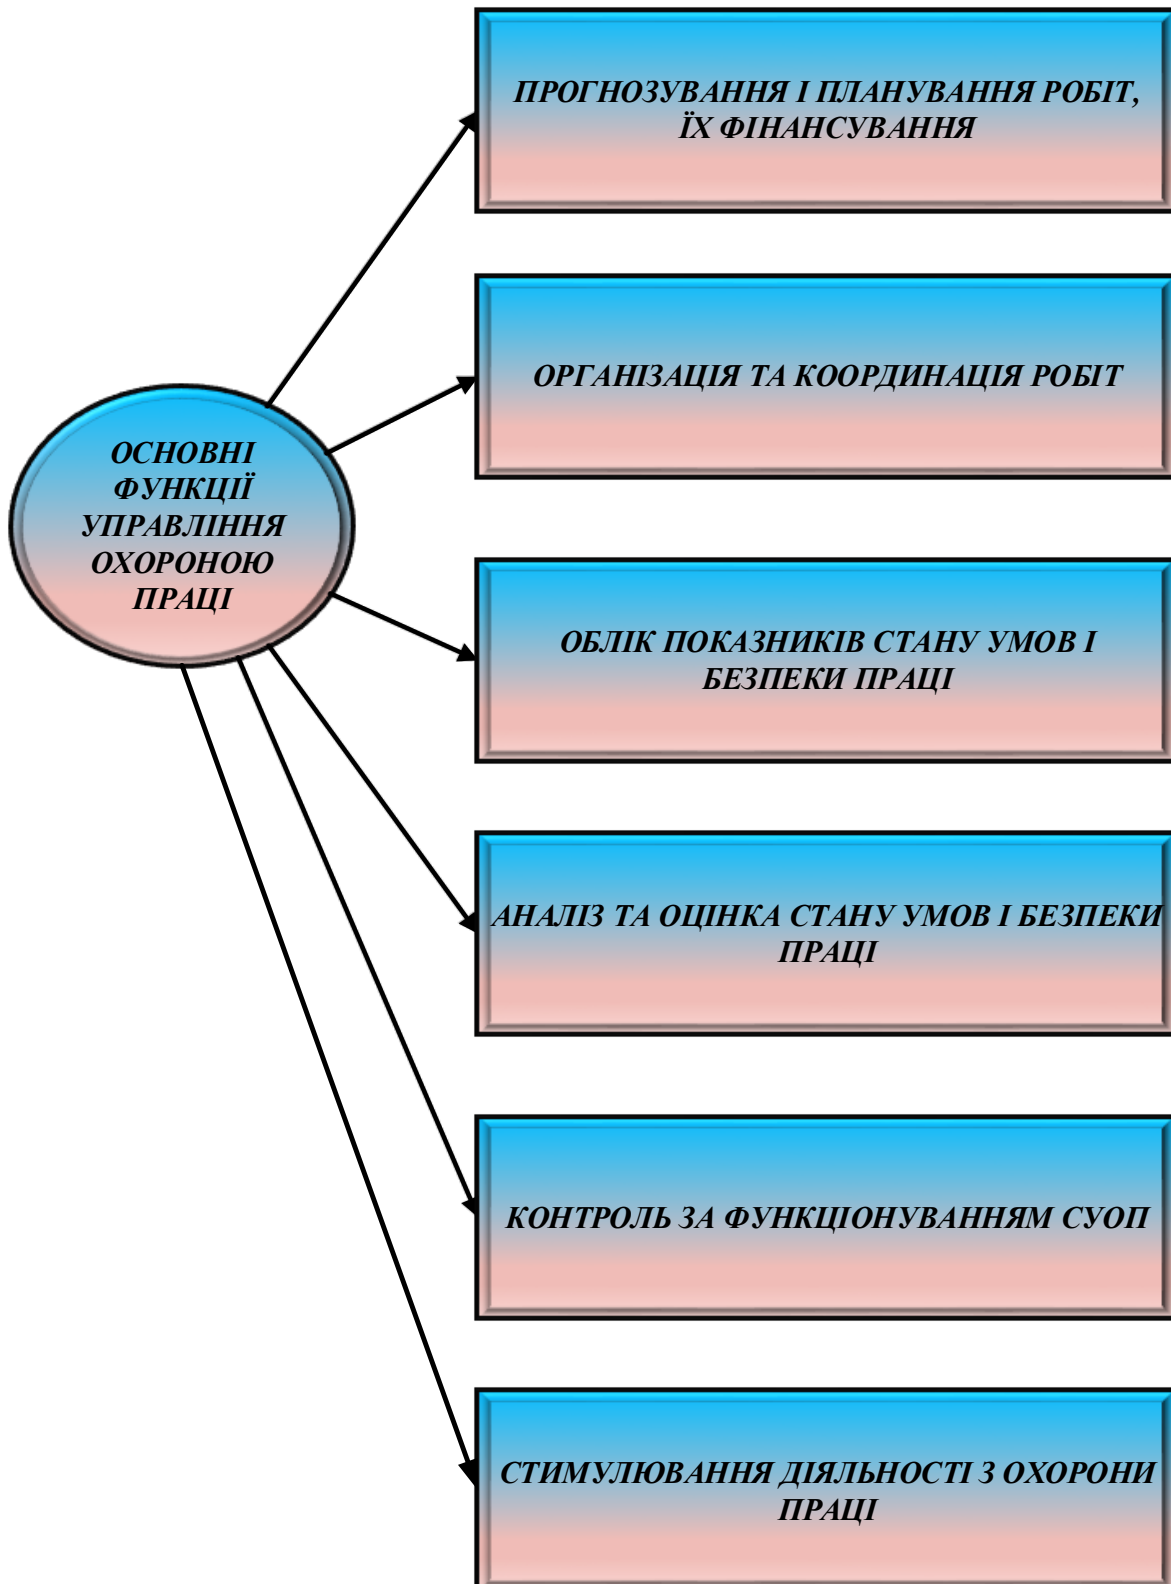 ПРОГНОЗУВАННЯ І ПЛАНУВАННЯ РОБІТ,
ЇХ ФІНАНСУВАННЯ
ОРГАНІЗАЦІЯ ТА КООРДИНАЦІЯ РОБІТ
ОСНОВНІ
ФУНКЦІЇ
УПРАВЛІННЯ
ОХОРОНОЮ
ПРАЦІ
ОБЛІК ПОКАЗНИКІВ СТАНУ УМОВ І
БЕЗПЕКИ ПРАЦІ
АНАЛІЗ ТА ОЦІНКА СТАНУ УМОВ І БЕЗПЕКИ
ПРАЦІ
КОНТРОЛЬ ЗА ФУНКЦІОНУВАННЯМ СУОП
СТИМУЛЮВАННЯ ДІЯЛЬНОСТІ З ОХОРОНИ
ПРАЦІ